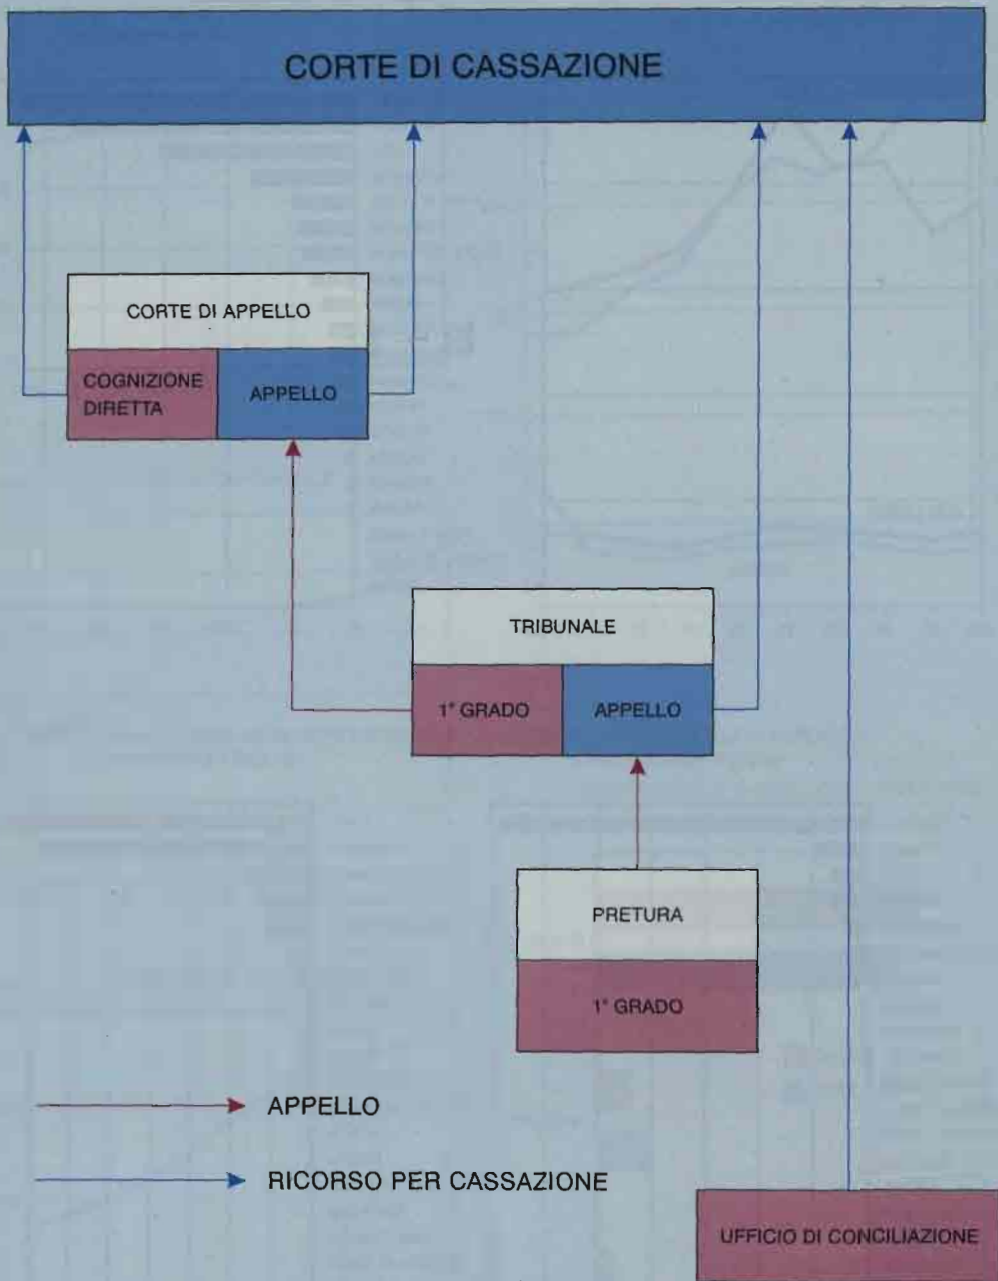 CORTE DI CASSAZIONE
CORTE DI APPELLO
COGNIZIONE
DIRETTA
APPELLO
TRIBUNALE
1° GRADO
APPELLO
PRETURA
1° GRADO
APPELLO
RICORSO PER CASSAZIONE
UFFICIO DI CONCILIAZIONE